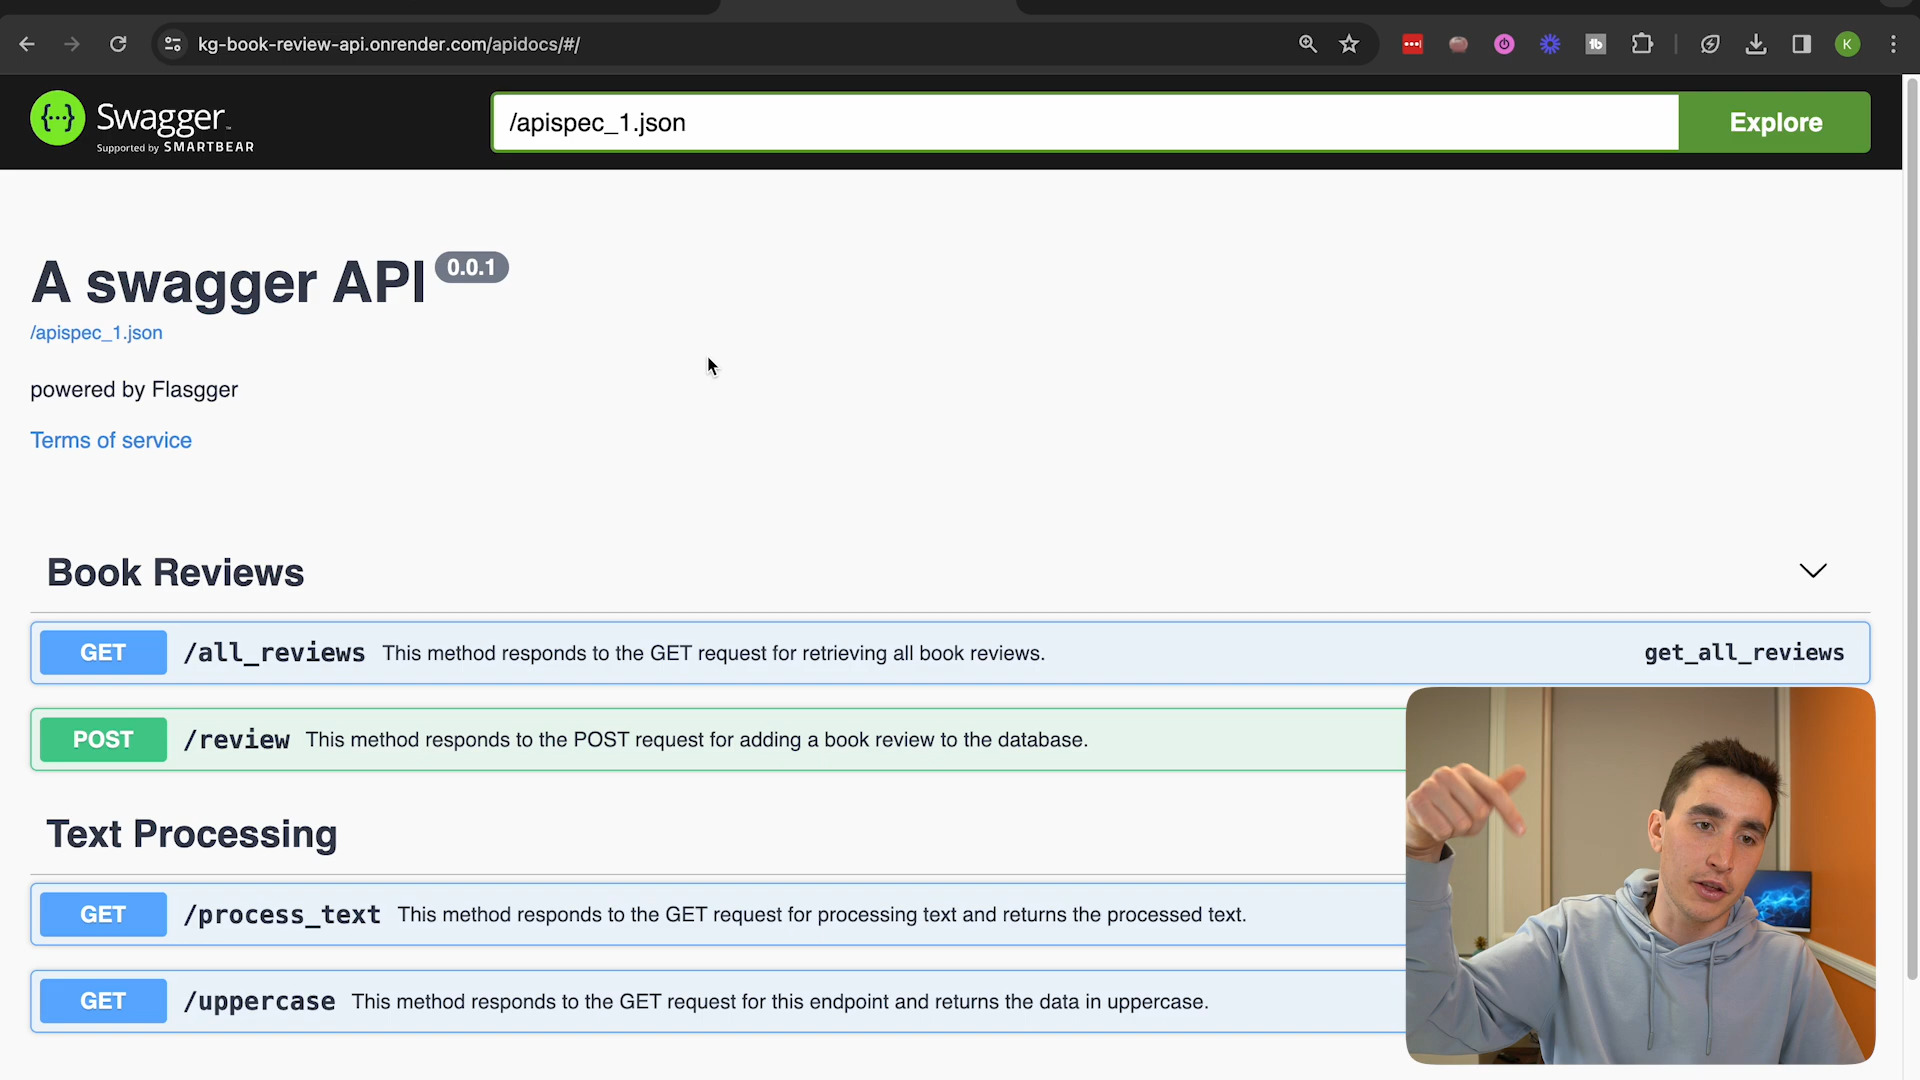 kg-book-review-api.onrender.com/apidocs/#/
K
{...} Swagger™
Supported by SMARTBEAR
/apispec_1.json
Explore
A swagger API 0.0.1
/apispec_1.json
powered by Flasgger
Terms of service
Book Reviews
GET /all_reviews This method responds to the GET request for retrieving all book reviews. get_all_reviews
POST /review This method responds to the POST request for adding a book review to the database.
Text Processing
GET /process_text This method responds to the GET request for processing text and returns the processed text.
GET /uppercase This method responds to the GET request for this endpoint and returns the data in uppercase.